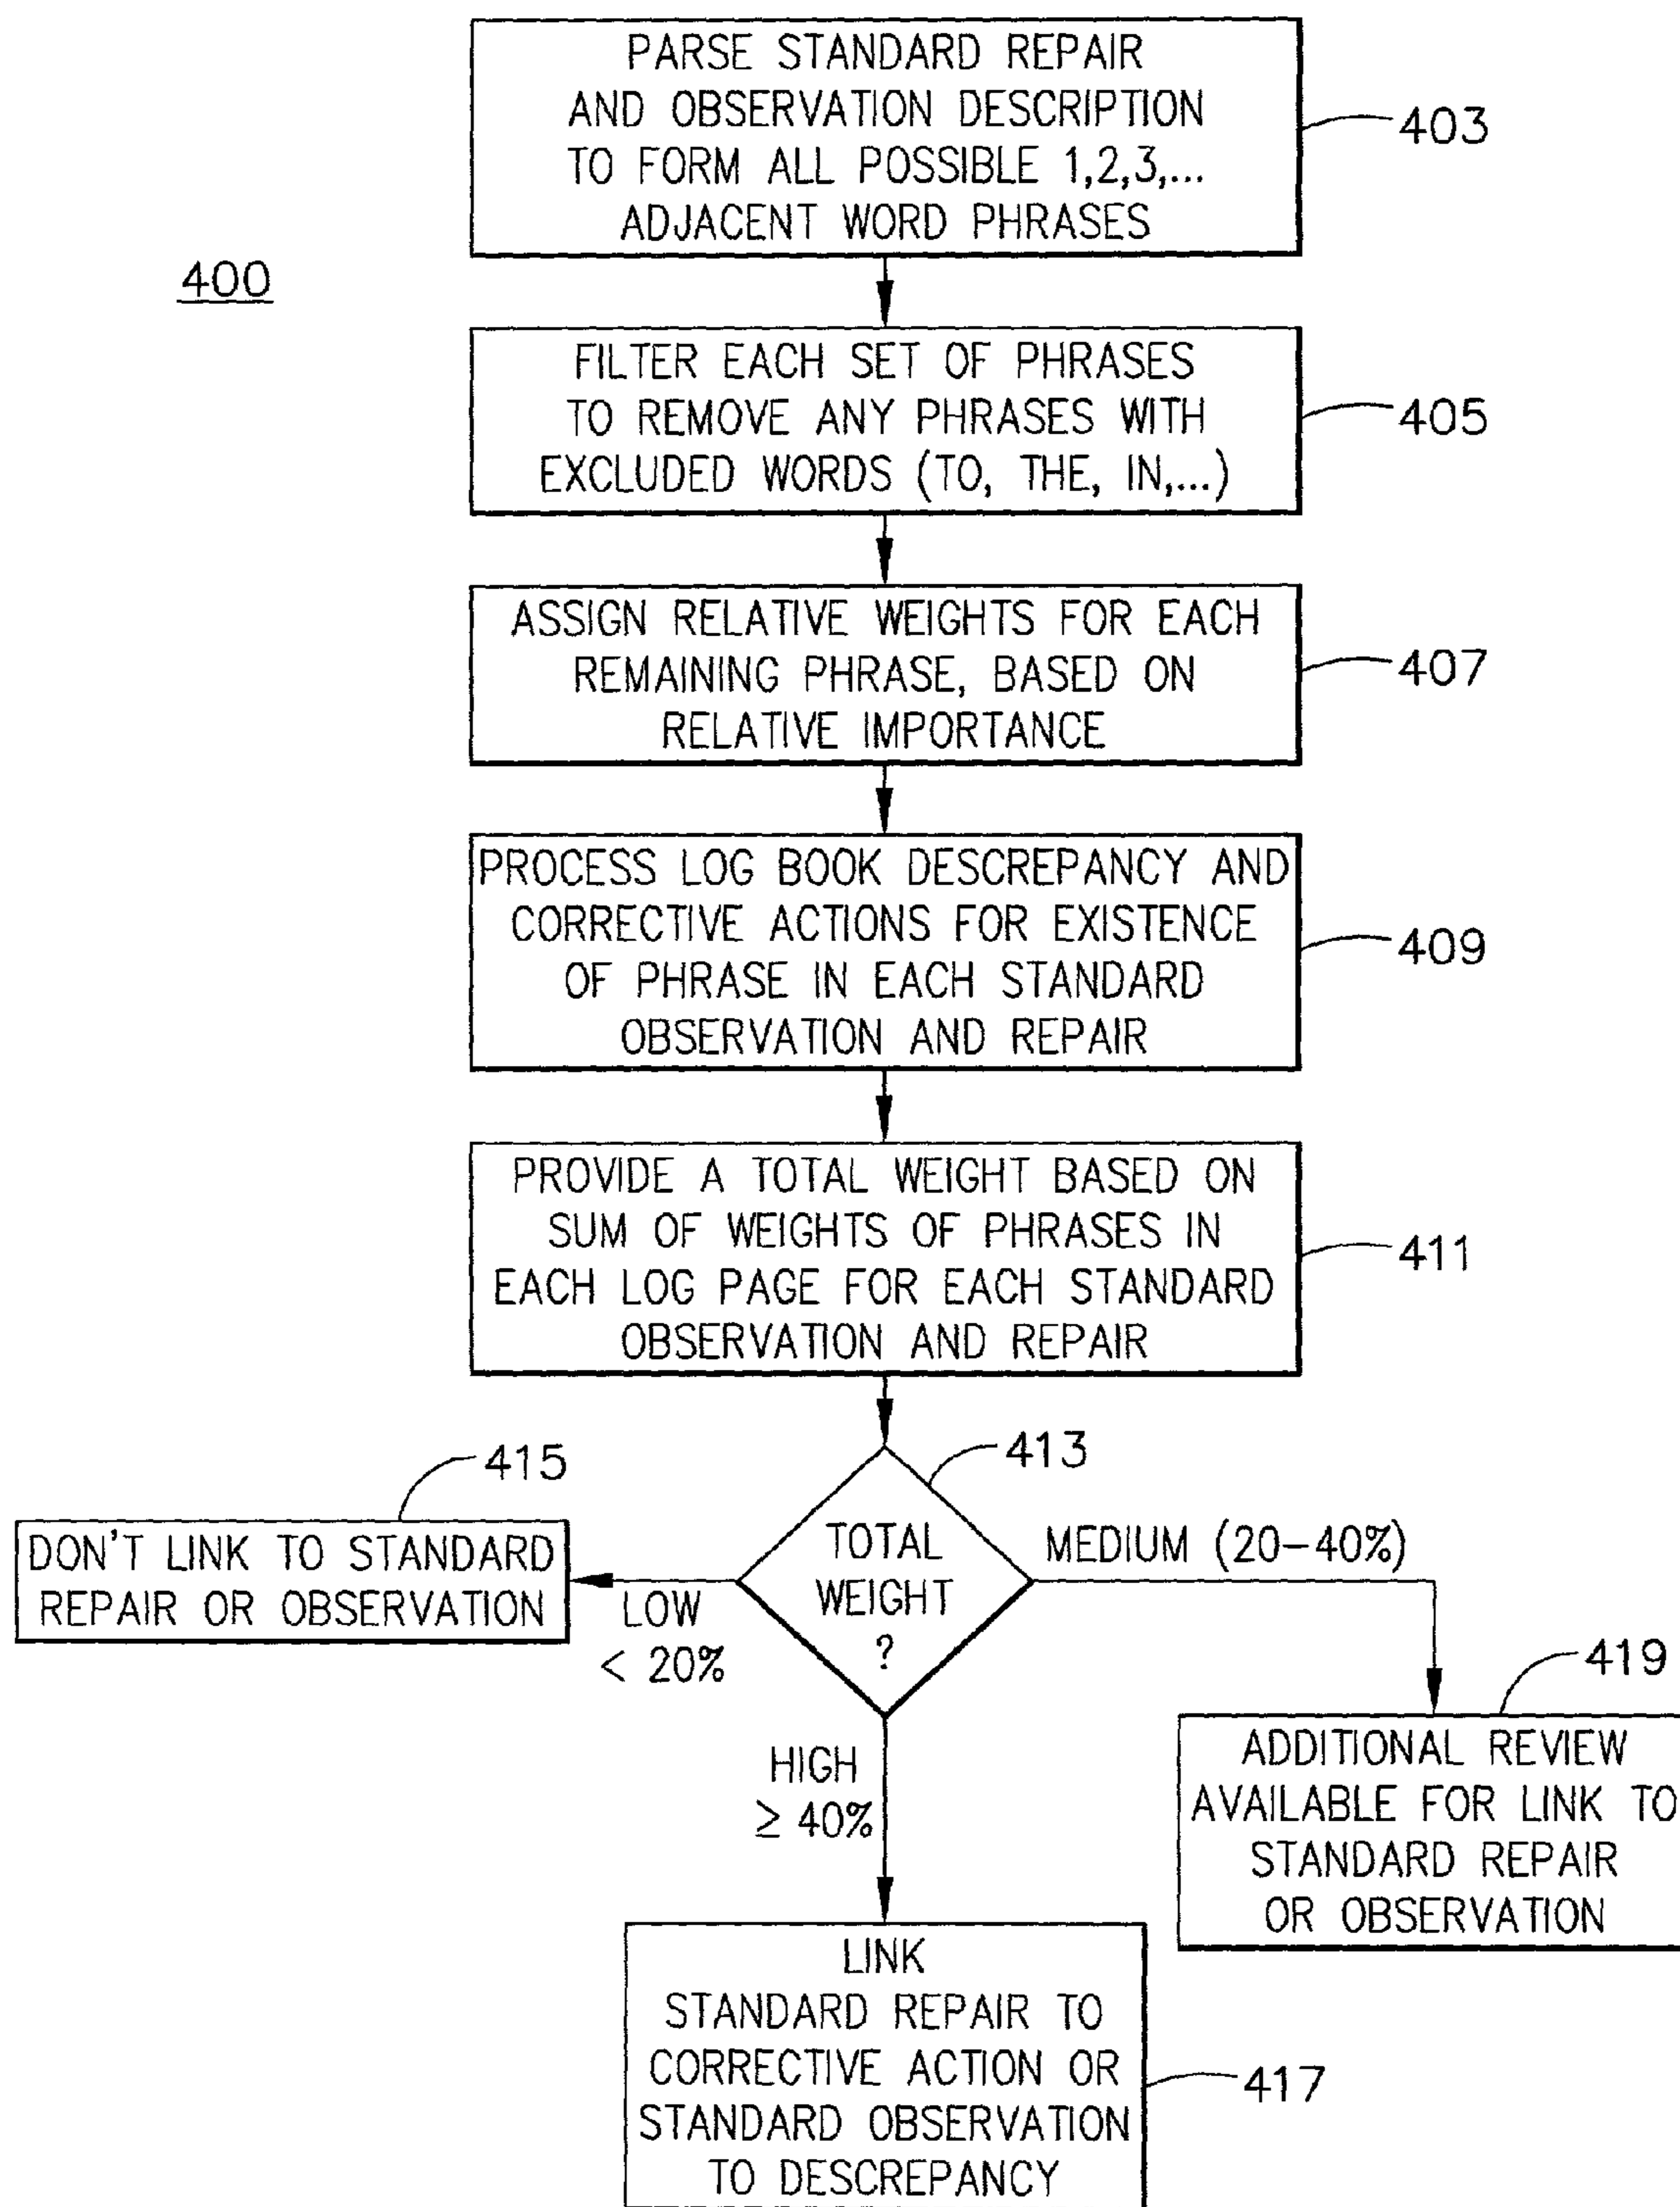 PARSE STANDARD REPAIR
AND OBSERVATION DESCRIPTION
TO FORM ALL POSSIBLE 1,2,3,...
ADJACENT WORD PHRASES
403
400
FILTER EACH SET OF PHRASES
TO REMOVE ANY PHRASES WITH
EXCLUDED WORDS (TO, THE, IN,...)
405
ASSIGN RELATIVE WEIGHTS FOR EACH
REMAINING PHRASE, BASED ON
RELATIVE IMPORTANCE
407
PROCESS LOG BOOK DESCREPANCY AND
CORRECTIVE ACTIONS FOR EXISTENCE
OF PHRASE IN EACH STANDARD
OBSERVATION AND REPAIR
409
PROVIDE A TOTAL WEIGHT BASED ON
SUM OF WEIGHTS OF PHRASES IN
EACH LOG PAGE FOR EACH STANDARD
OBSERVATION AND REPAIR
411
413
TOTAL
WEIGHT
?
415
DON'T LINK TO STANDARD
REPAIR OR OBSERVATION
LOW
< 20%
MEDIUM (20-40%)
419
ADDITIONAL REVIEW
AVAILABLE FOR LINK TO
STANDARD REPAIR
OR OBSERVATION
HIGH
≥ 40%
LINK
STANDARD REPAIR TO
CORRECTIVE ACTION OR
STANDARD OBSERVATION
TO DESCREPANCY
417